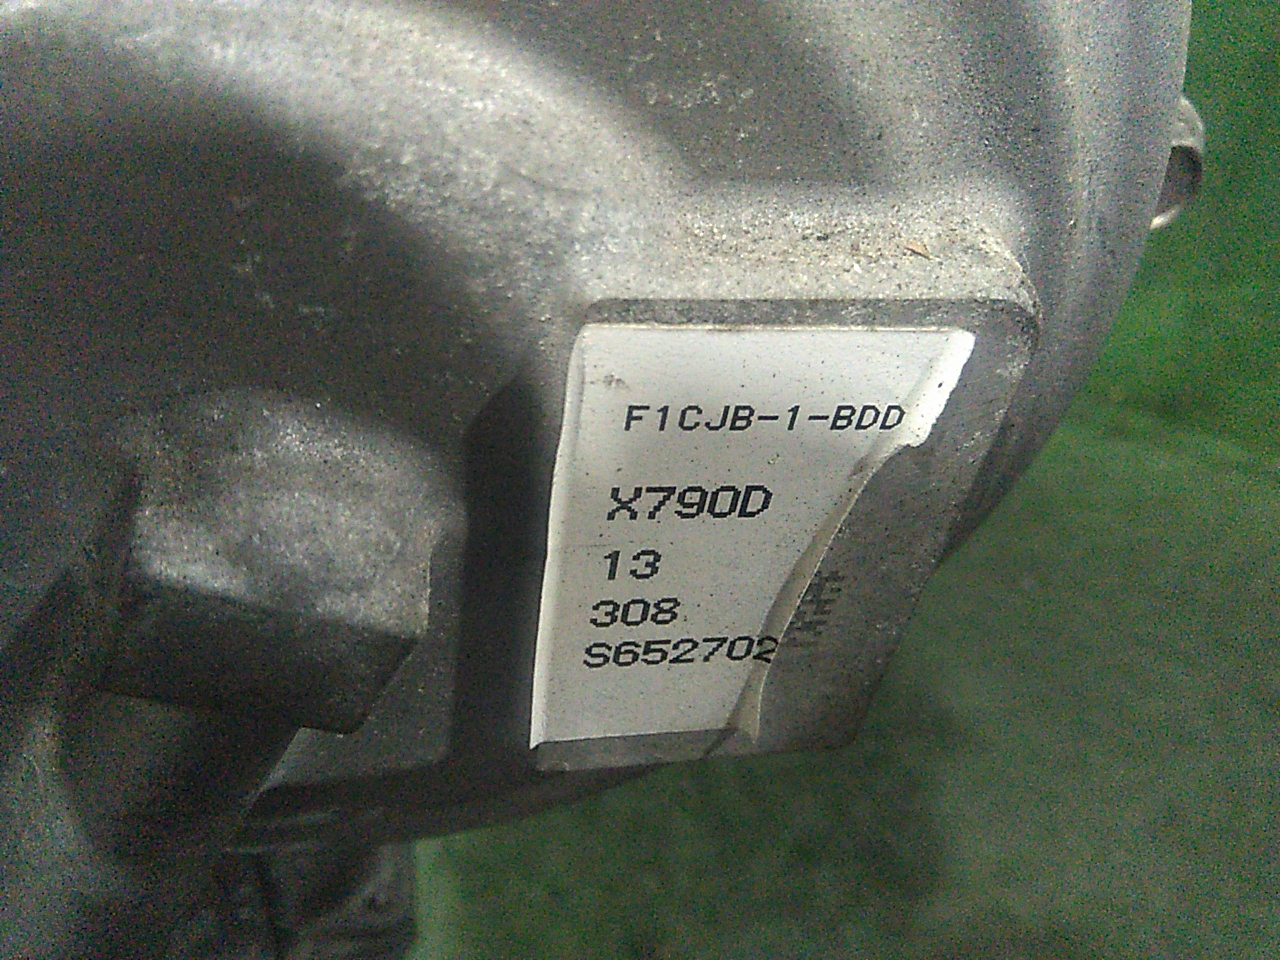 F1CJB-1-BDD
X790D
13
308
S652702